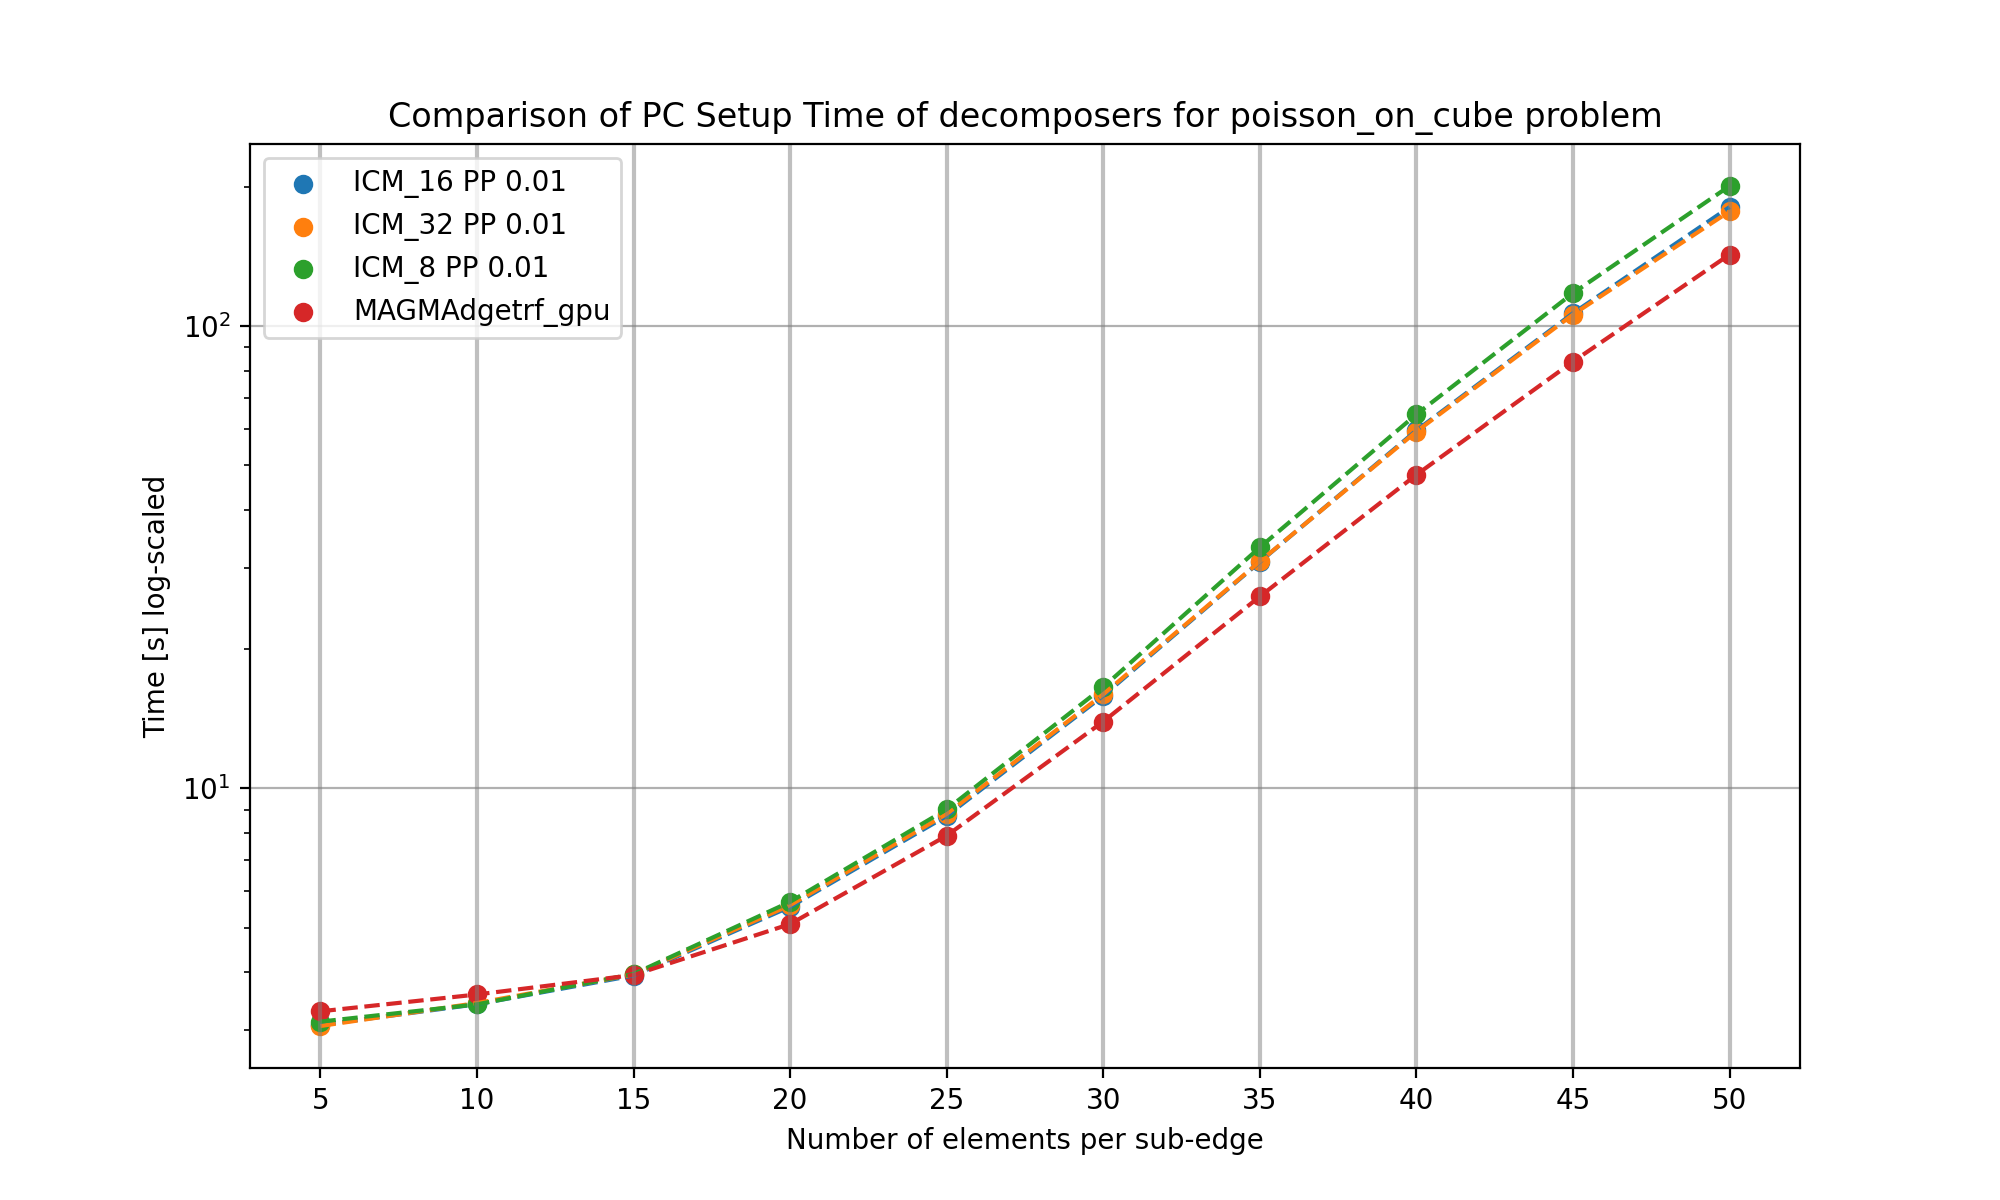 Comparison of PC Setup Time of decomposers for poisson_on_cube problem
ICM_16 PP 0.01
ICM_32 PP 0.01
ICM_8 PP 0.01
MAGMAdgetrf_gpu
10²
10¹
Time [s] log-scaled
5 10 15 20 25 30 35 40 45 50
Number of elements per sub-edge